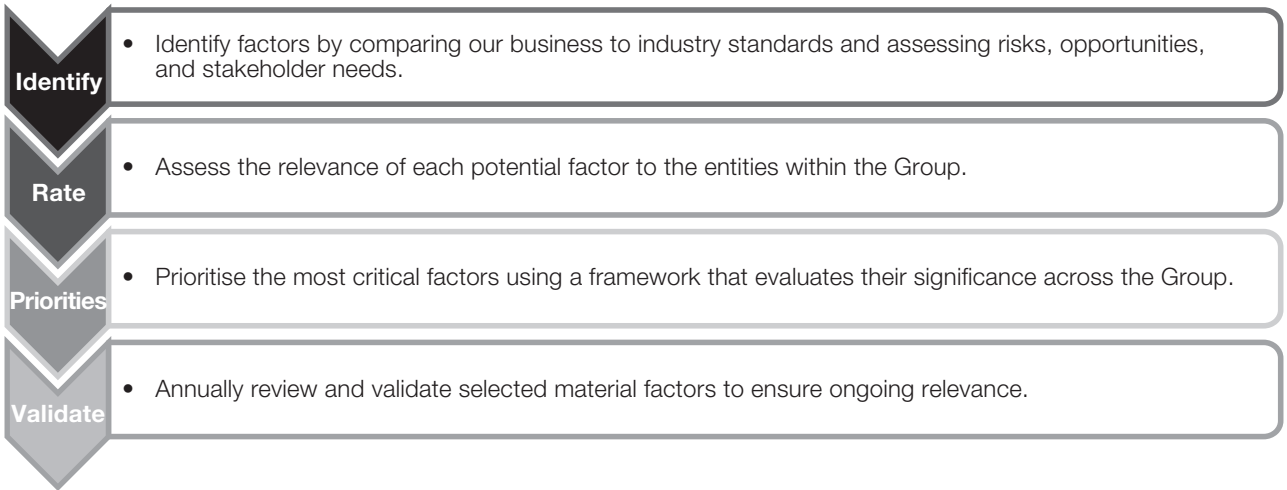 Identify
• Identify factors by comparing our business to industry standards and assessing risks, opportunities,
and stakeholder needs.
Rate
• Assess the relevance of each potential factor to the entities within the Group.
Priorities
• Prioritise the most critical factors using a framework that evaluates their significance across the Group.
Validate
• Annually review and validate selected material factors to ensure ongoing relevance.